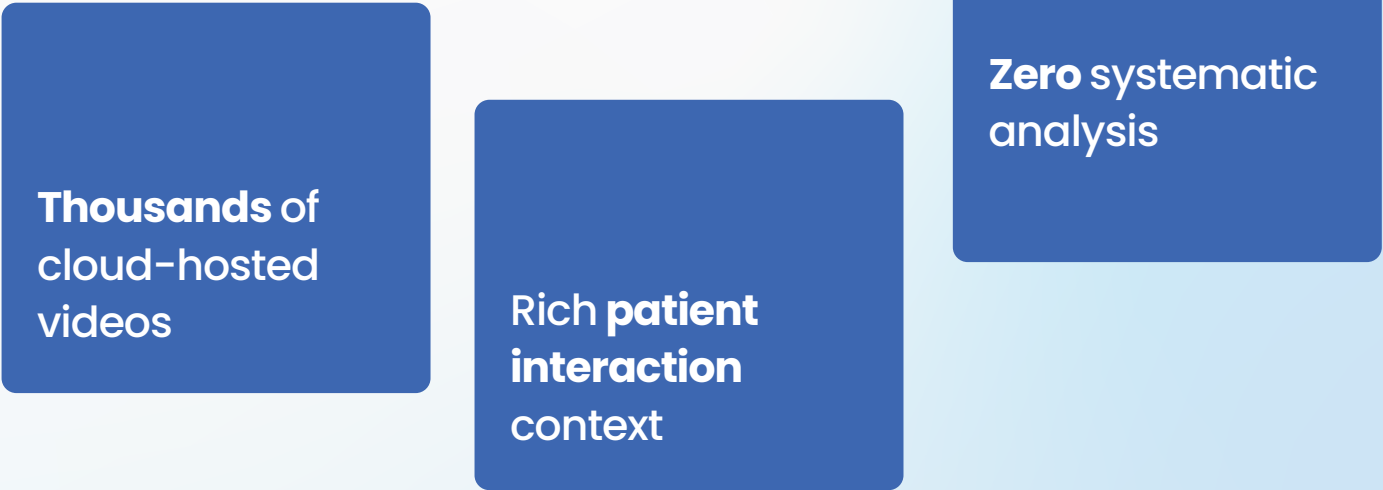 Thousands of
cloud-hosted
videos
Rich patient
interaction
context
Zero systematic
analysis